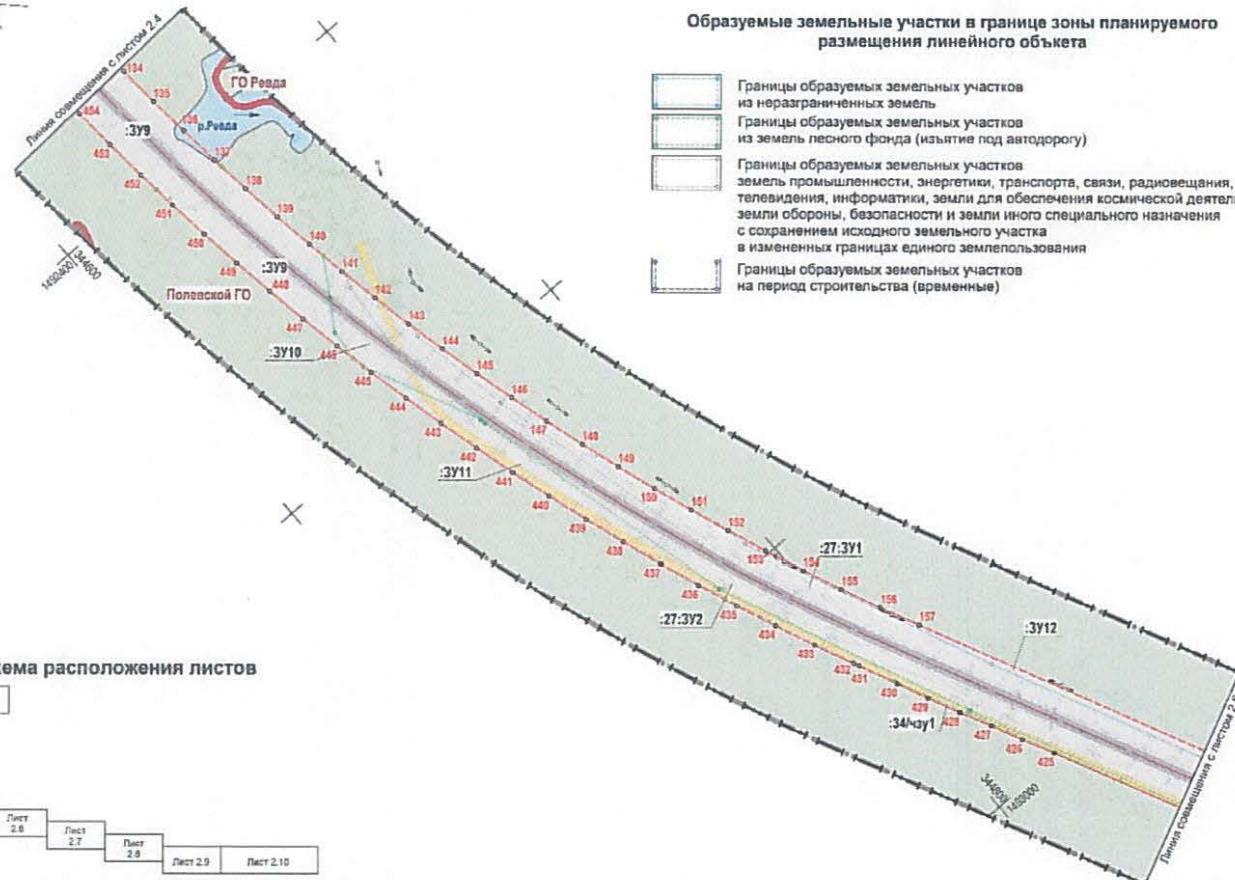 Образуемые земельные участки в границе зоны планируемого
размещения линейного объекта
Границы образуемых земельных участков
из неразграниченных земель
Границы образуемых земельных участков
из земель лесного фонда (изъятие под автодорогу)
Границы образуемых земельных участков
земель промышленности, энергетики, транспорта, связи, радиовещания,
телевидения, информатики, земли для обеспечения космической деятель
земли обороны, безопасности и земли иного специального назначения
с сохранением исходного земельного участка
в измененных границах единого землепользования
Границы образуемых земельных участков
на период строительства (временные)
Линия совмещения с листом 2.4
ГО Ревда
р.Ревда
134
135
136
137
138
139
140
141
142
143
144
145
146
147
148
149
150
151
152
153
154
155
156
157
:ЗУ9
:ЗУ9
454
453
452
451
450
449
448
447
446
445
444
443
442
441
440
439
438
437
436
435
434
433
432
431
430
429
428
427
426
425
344600
Полевской ГО
:ЗУ10
:ЗУ11
:27:ЗУ1
:27:ЗУ2
:ЗУ12
:34/чзу1
344800
Линия совмещения с листом 2.
хема расположения листов
Лист
2.6
Лист
2.7
Лист
2.8
Лист 2.9
Лист 2.10